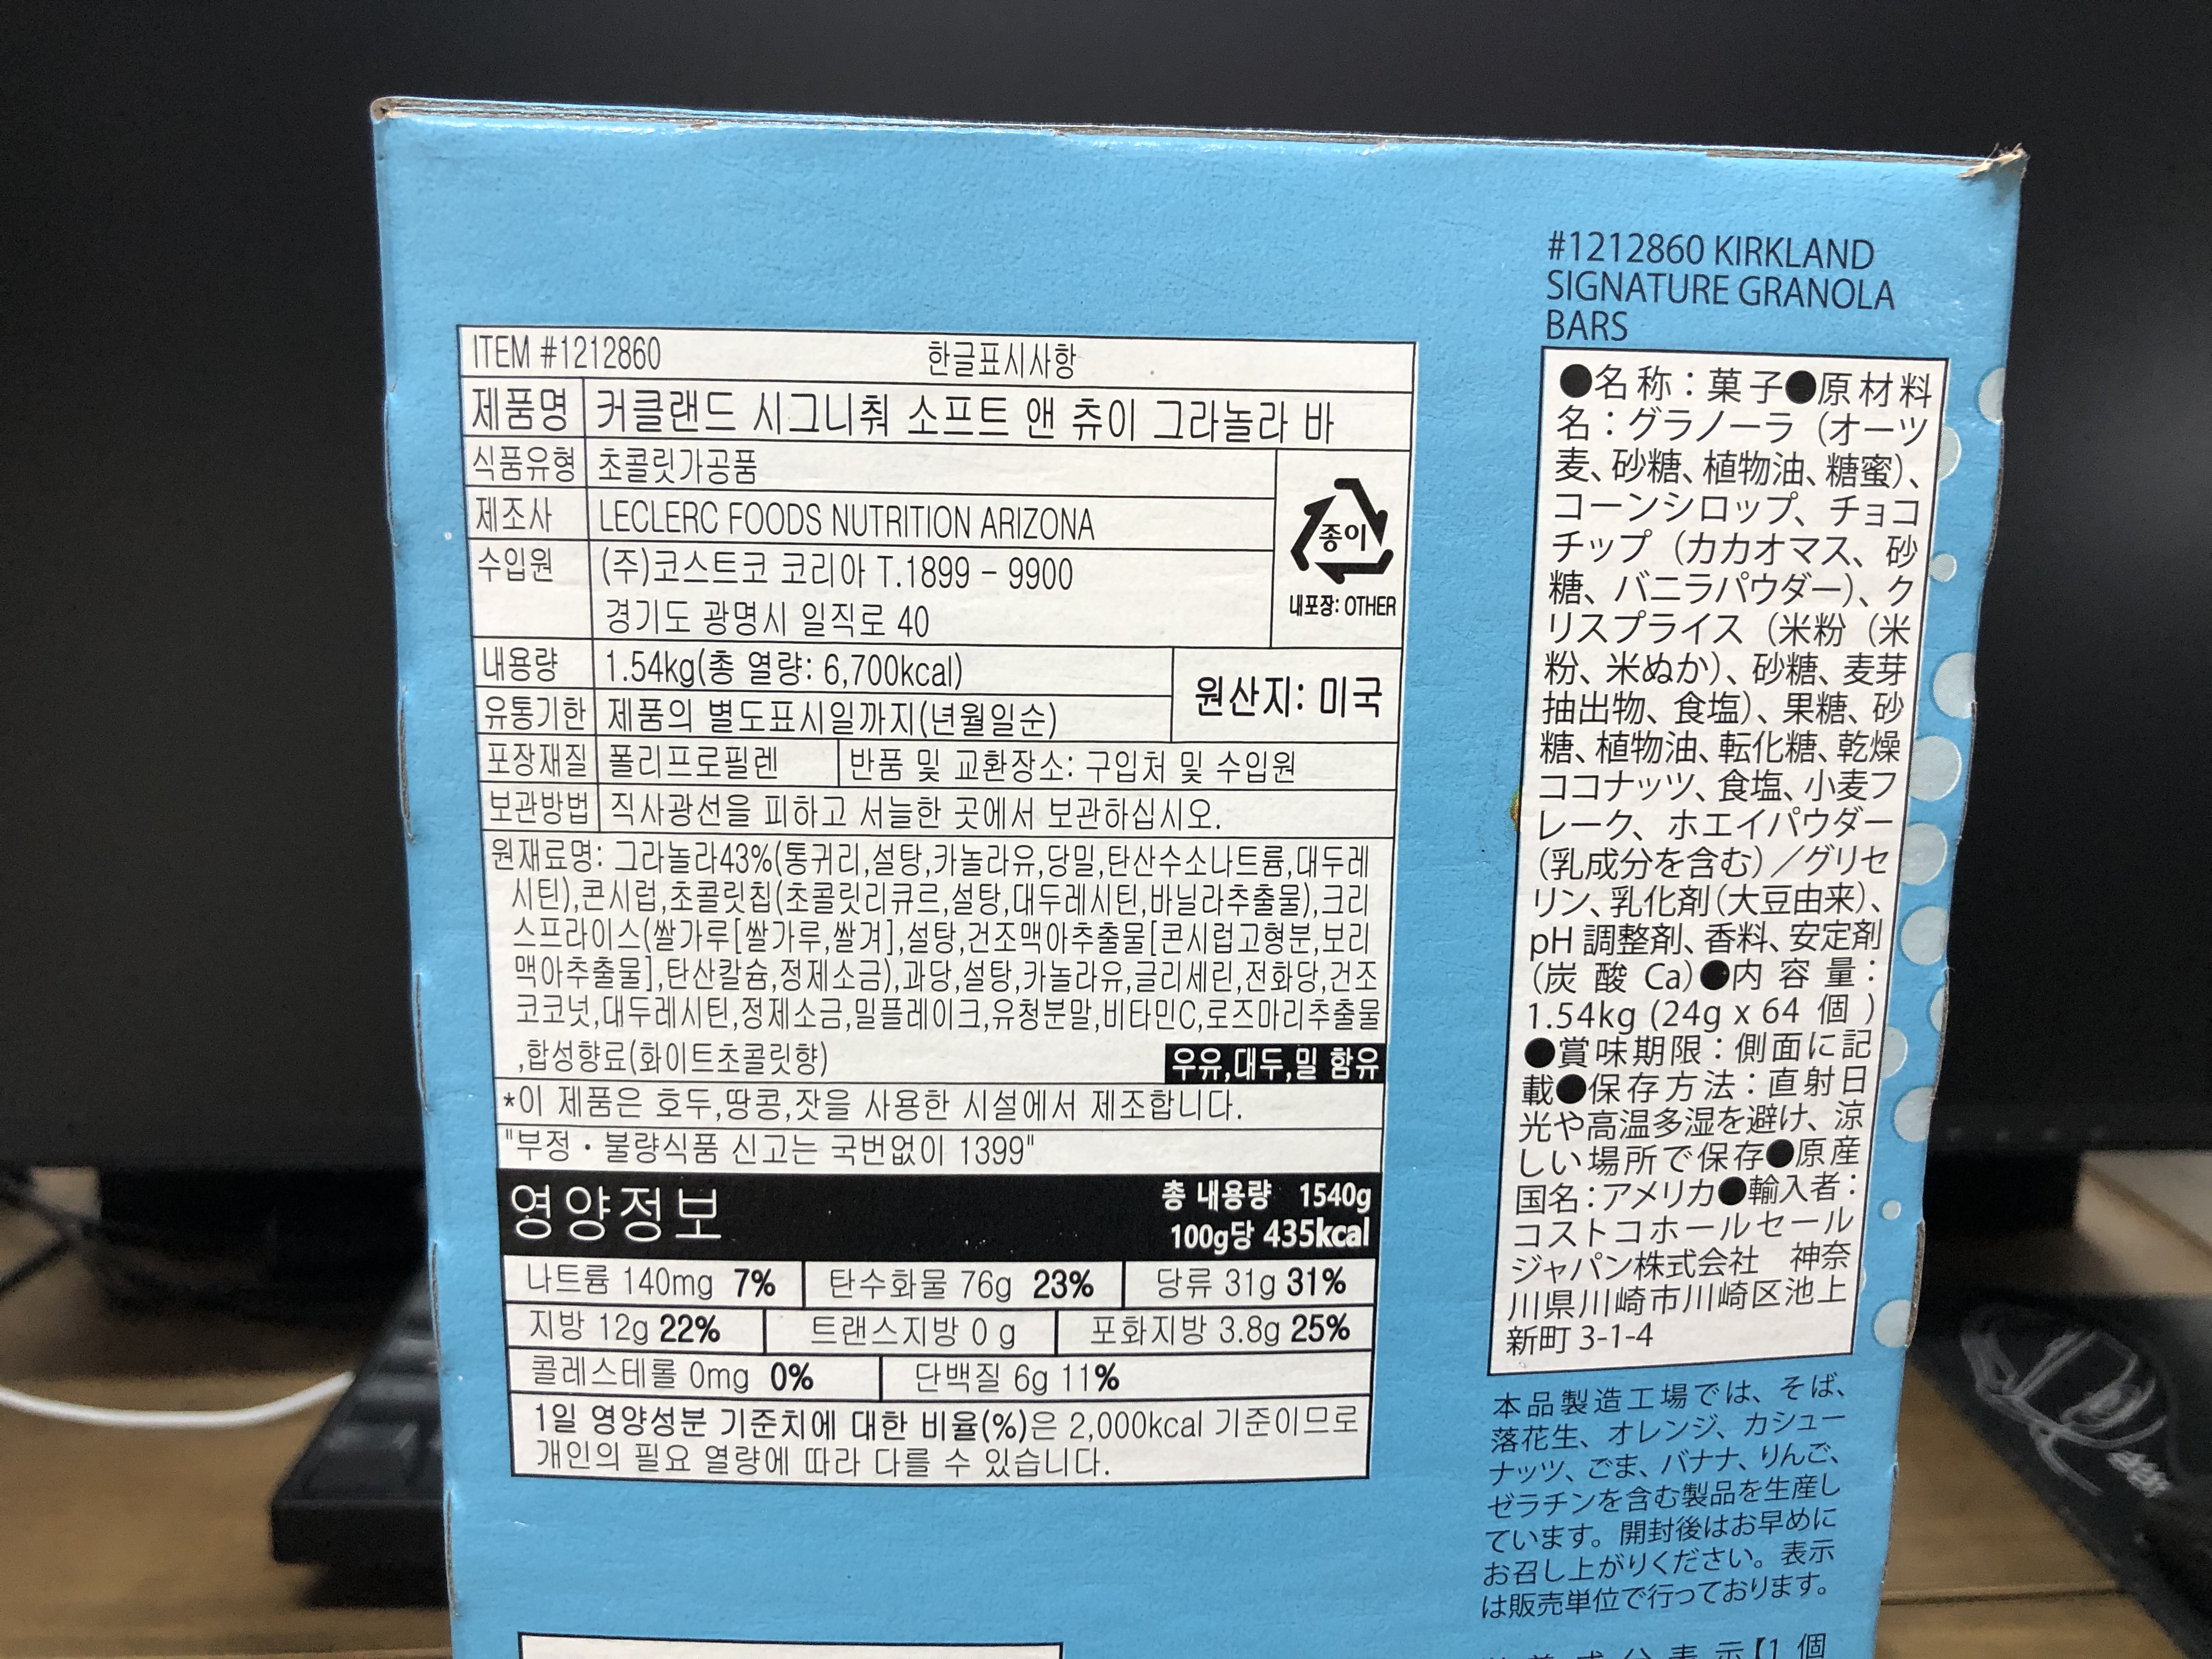 ITEM #1212860 한글표시사항
제품명 커클랜드 시그니춰 소프트 앤 츄이 그라놀라 바
식품유형 초콜릿가공품
제조사 LECLERC FOODS NUTRITION ARIZONA
수입원 (주)코스트코 코리아 T.1899 - 9900
경기도 광명시 일직로 40
종이
내포장: OTHER
내용량 1.54kg(총 열량: 6,700kcal)
원산지: 미국
유통기한 제품의 별도표시일까지(년월일순)
포장재질 폴리프로필렌 반품 및 교환장소: 구입처 및 수입원
보관방법 직사광선을 피하고 서늘한 곳에서 보관하십시오.
원재료명: 그라놀라43%(통귀리,설탕,카놀라유,당밀,탄산수소나트륨,대두레
시틴),콘시럽,초콜릿칩(초콜릿리큐르,설탕,대두레시틴,바닐라추출물),크리
스프라이스(쌀가루[쌀가루,쌀겨],설탕,건조맥아추출물[콘시럽고형분,보리
맥아추출물],탄산칼슘,정제소금),과당,설탕,카놀라유,글리세린,전화당,건조
코코넛,대두레시틴,정제소금,밀플레이크,유청분말,비타민C,로즈마리추출물
,합성향료(화이트초콜릿향) 우유,대두,밀 함유
*이 제품은 호두,땅콩,잣을 사용한 시설에서 제조합니다.
"부정・불량식품 신고는 국번없이 1399"
영양정보
총 내용량 1540g
100g당 435kcal
나트륨 140mg 7% 탄수화물 76g 23% 당류 31g 31%
지방 12g 22% 트랜스지방 0 g 포화지방 3.8g 25%
콜레스테롤 0mg 0% 단백질 6g 11%
1일 영양성분 기준치에 대한 비율(%)은 2,000kcal 기준이므로
개인의 필요 열량에 따라 다를 수 있습니다.
#1212860 KIRKLAND
SIGNATURE GRANOLA
BARS
●名称：菓子●原材料
名：グラノーラ（オーツ
麦、砂糖、植物油、糖蜜）、
コーンシロップ、チョコ
チップ（カカオマス、砂
糖、バニラパウダー）、ク
リスプライス（米粉（米
粉、米ぬか）、砂糖、麦芽
抽出物、食塩）、果糖、砂
糖、植物油、転化糖、乾燥
ココナッツ、食塩、小麦フ
レーク、ホエイパウダー
（乳成分を含む）／グリセ
リン、乳化剤（大豆由来）、
pH 調整剤、香料、安定剤
（炭酸 Ca）●内容量：
1.54kg (24g x 64 個 )
●賞味期限：側面に記
載●保存方法：直射日
光や高温多湿を避け、涼
しい場所で保存●原産
国名：アメリカ●輸入者：
コストコホールセール
ジャパン株式会社　神奈
川県川崎市川崎区池上
新町 3-1-4
本品製造工場では、そば、
落花生、オレンジ、カシュー
ナッツ、ごま、バナナ、りんご、
ゼラチンを含む製品を生産し
ています。開封後はお早めに
お召し上がりください。表示
は販売単位で行っております。